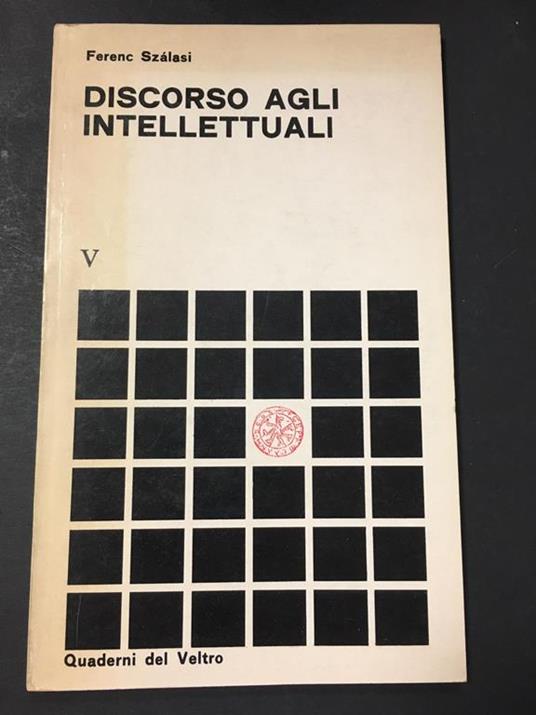 Ferenc Szálasi
DISCORSO AGLI
INTELLETTUALI
V
Quaderni del Veltro